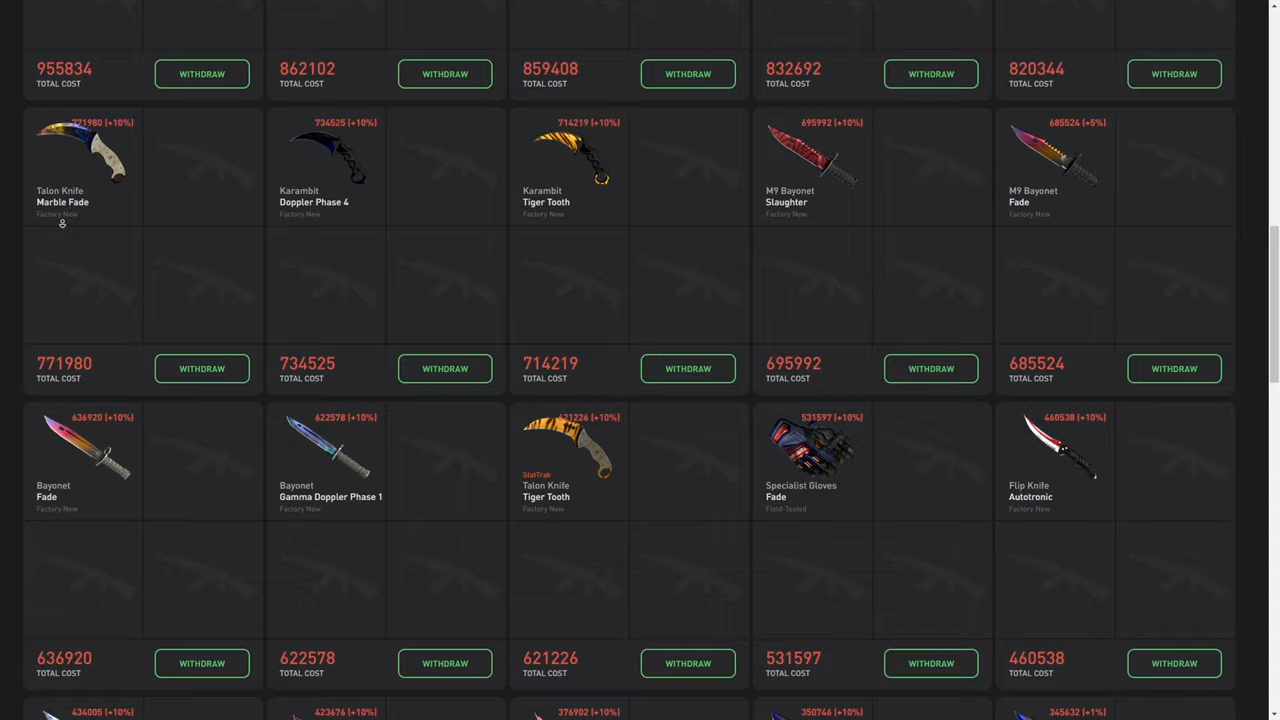 955834
TOTAL COST
WITHDRAW
862102
TOTAL COST
WITHDRAW
859408
TOTAL COST
WITHDRAW
832692
TOTAL COST
WITHDRAW
820344
TOTAL COST
WITHDRAW
771980 (+10%)
Talon Knife
Marble Fade
Factory New
771980
TOTAL COST
WITHDRAW
734525 (+10%)
Karambit
Doppler Phase 4
Factory New
734525
TOTAL COST
WITHDRAW
714219 (+10%)
Karambit
Tiger Tooth
Factory New
714219
TOTAL COST
WITHDRAW
695992 (+10%)
M9 Bayonet
Slaughter
Factory New
695992
TOTAL COST
WITHDRAW
685524 (+5%)
M9 Bayonet
Fade
Factory New
685524
TOTAL COST
WITHDRAW
636920 (+10%)
Bayonet
Fade
Factory New
636920
TOTAL COST
WITHDRAW
622578 (+10%)
Bayonet
Gamma Doppler Phase 1
Factory New
622578
TOTAL COST
WITHDRAW
621226 (+10%)
StatTrak
Talon Knife
Tiger Tooth
Factory New
621226
TOTAL COST
WITHDRAW
531597 (+10%)
Specialist Gloves
Fade
Field-Tested
531597
TOTAL COST
WITHDRAW
460538 (+10%)
Flip Knife
Autotronic
Factory New
460538
TOTAL COST
WITHDRAW
434005 (+10%)
423676 (+10%)
376902 (+10%)
350746 (+10%)
345632 (+1%)